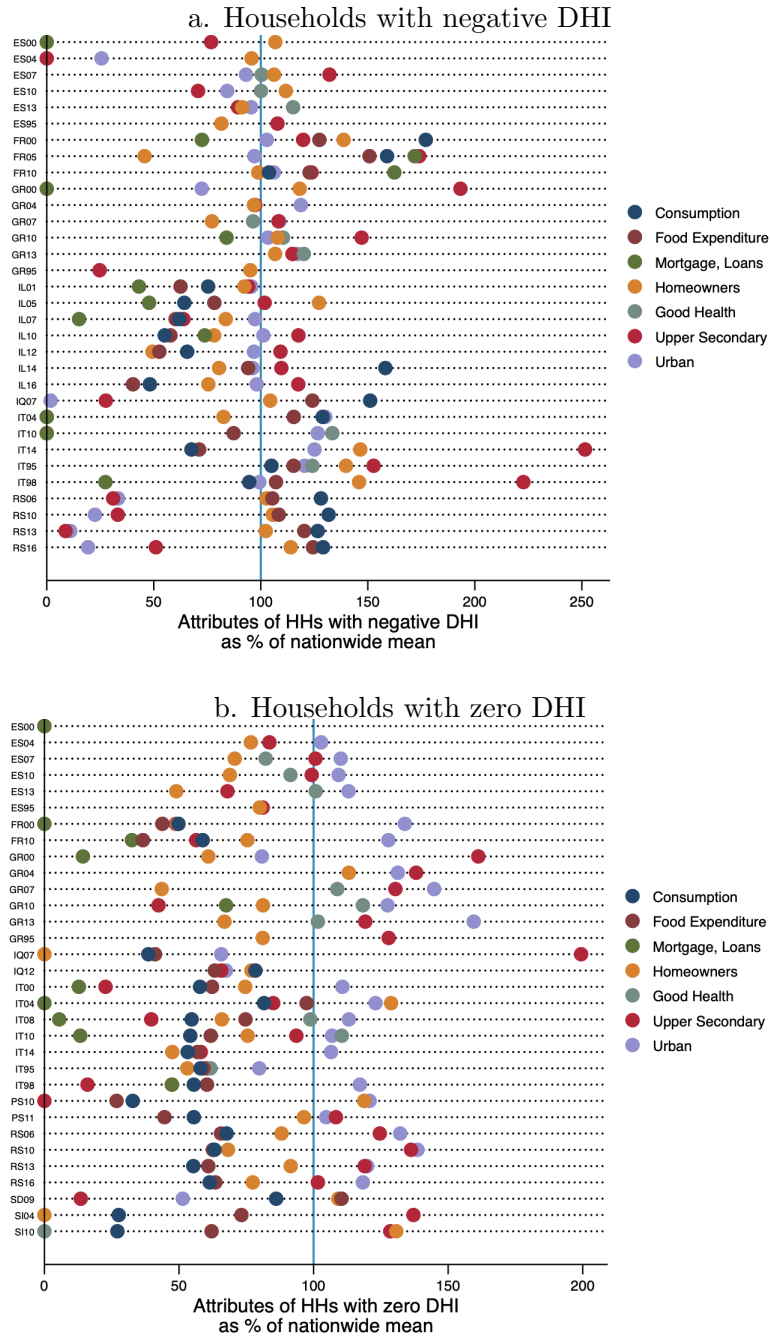 a. Households with negative DHI
ES00
ES04
ES07
ES10
ES13
ES95
FR00
FR05
FR10
GR00
GR04
GR07
GR10
GR13
GR95
IL01
IL05
IL07
IL10
IL12
IL14
IL16
IQ07
IT04
IT10
IT14
IT95
IT98
RS06
RS10
RS13
RS16
0 50 100 150 200 250
Attributes of HHs with negative DHI
as % of nationwide mean
Consumption
Food Expenditure
Mortgage, Loans
Homeowners
Good Health
Upper Secondary
Urban
b. Households with zero DHI
ES00
ES04
ES07
ES10
ES13
ES95
FR00
FR10
GR00
GR04
GR07
GR10
GR13
GR95
IQ07
IQ12
IT00
IT04
IT08
IT10
IT14
IT95
IT98
PS10
PS11
RS06
RS10
RS13
RS16
SD09
SI04
SI10
0 50 100 150 200
Attributes of HHs with zero DHI
as % of nationwide mean
Consumption
Food Expenditure
Mortgage, Loans
Homeowners
Good Health
Upper Secondary
Urban